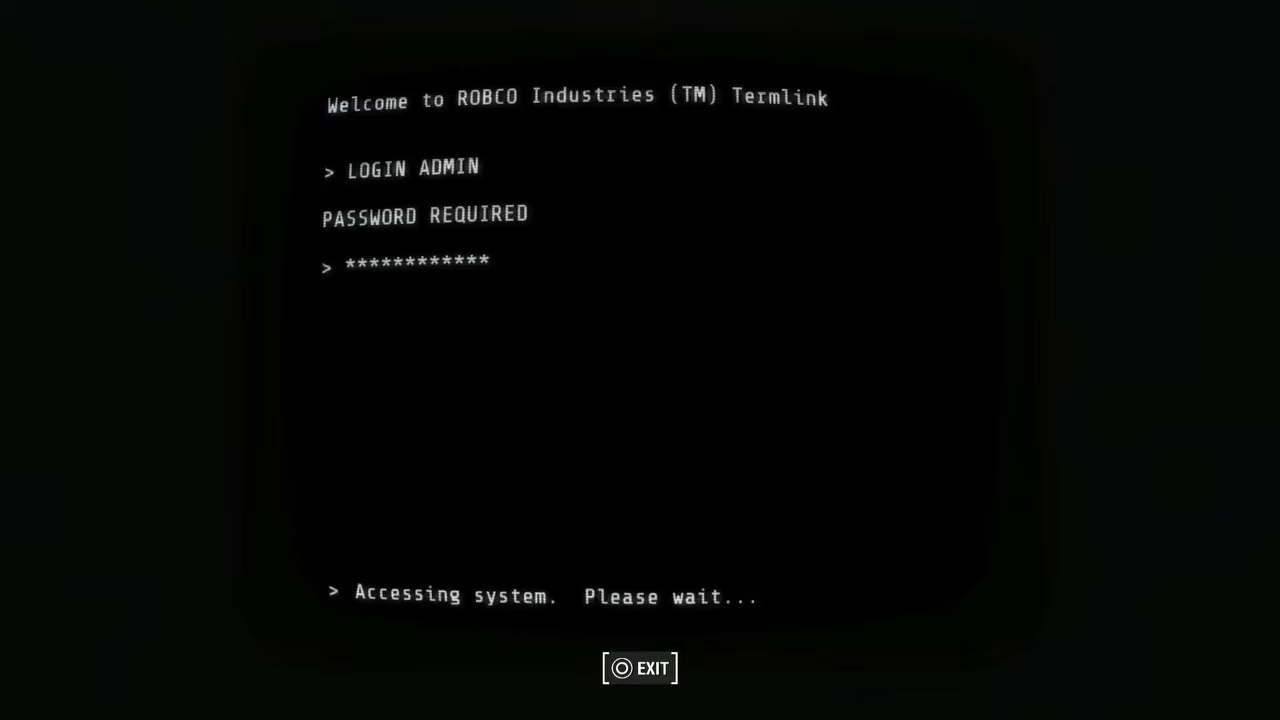 Welcome to ROBCO Industries (TM) Termlink
> LOGIN ADMIN
PASSWORD REQUIRED
> ************
> Accessing system.  Please wait...
EXIT